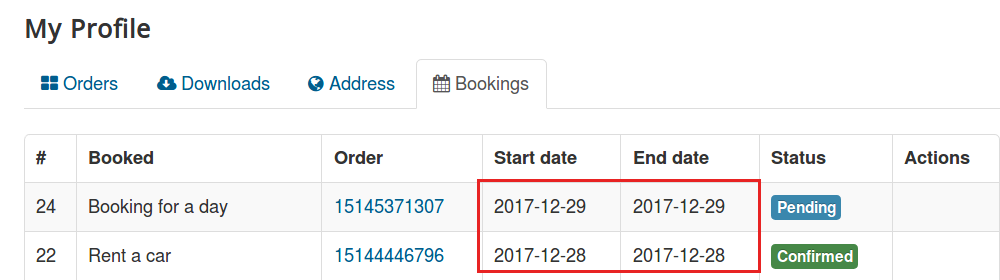 My Profile
Orders Downloads Address Bookings
# Booked Order Start date End date Status Actions
24 Booking for a day 15145371307 2017-12-29 2017-12-29 Pending
22 Rent a car 15144446796 2017-12-28 2017-12-28 Confirmed